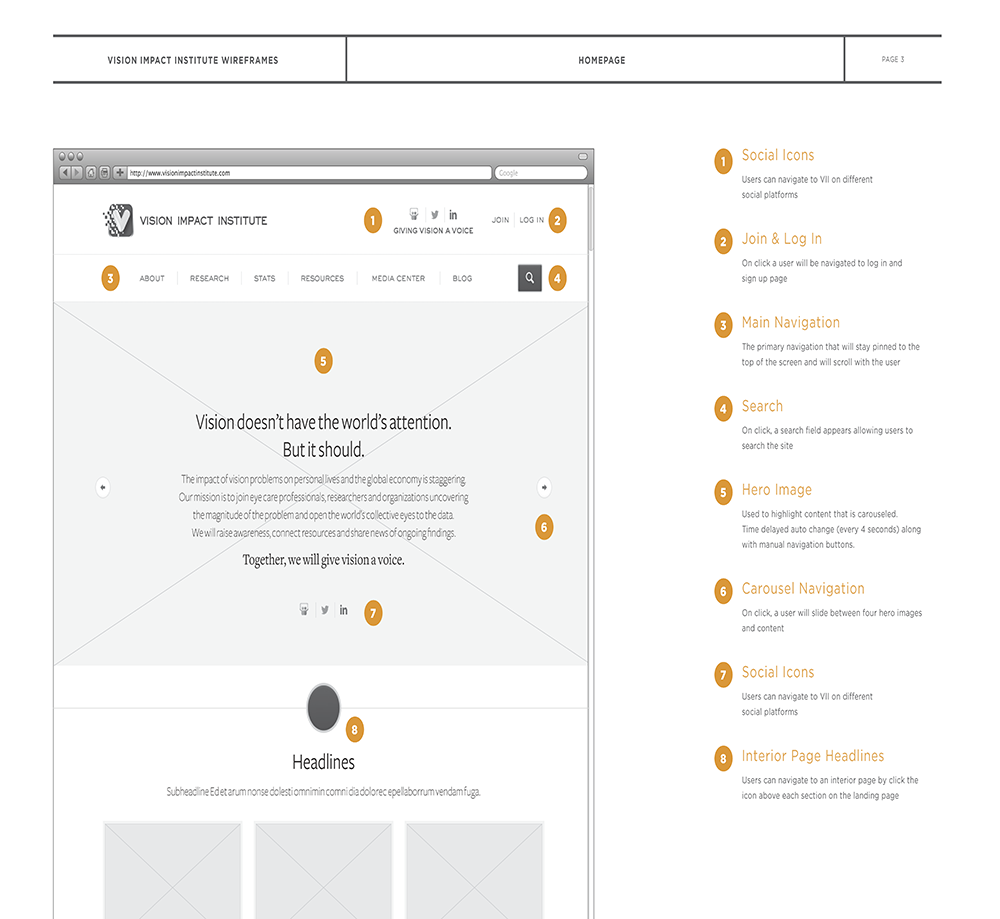 VISION IMPACT INSTITUTE WIREFRAMES
HOMEPAGE
PAGE 3
http://www.visionimpactinstitute.com
Google
VISION IMPACT INSTITUTE
1
in
GIVING VISION A VOICE
JOIN
LOG IN
2
3
ABOUT
RESEARCH
STATS
RESOURCES
MEDIA CENTER
BLOG
4
5
Vision doesn't have the world's attention.
But it should.
The impact of vision problems on personal lives and the global economy is staggering.
Our mission is to join eye care professionals, researchers and organizations uncovering
the magnitude of the problem and open the world's collective eyes to the data.
We will raise awareness, connect resources and share news of ongoing findings.
Together, we will give vision a voice.
6
in
7
8
Headlines
Subheadline Ed et arum nonse dolesti omnimin comni dia dolorec epellaborrum vendam fuga.
1 Social Icons
Users can navigate to VII on different
social platforms
2 Join & Log In
On click a user will be navigated to log in and
sign up page
3 Main Navigation
The primary navigation that will stay pinned to the
top of the screen and will scroll with the user
4 Search
On click, a search field appears allowing users to
search the site
5 Hero Image
Used to highlight content that is carouseled.
Time delayed auto change (every 4 seconds) along
with manual navigation buttons.
6 Carousel Navigation
On click, a user will slide between four hero images
and content
7 Social Icons
Users can navigate to VII on different
social platforms
8 Interior Page Headlines
Users can navigate to an interior page by click the
icon above each section on the landing page